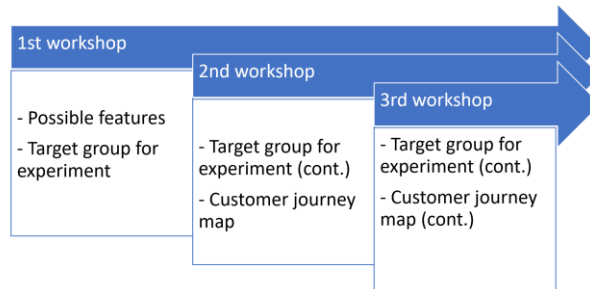 1st workshop
- Possible features
- Target group for
experiment
2nd workshop
- Target group for
experiment (cont.)
- Customer journey
map
3rd workshop
- Target group for
experiment (cont.)
- Customer journey
map (cont.)